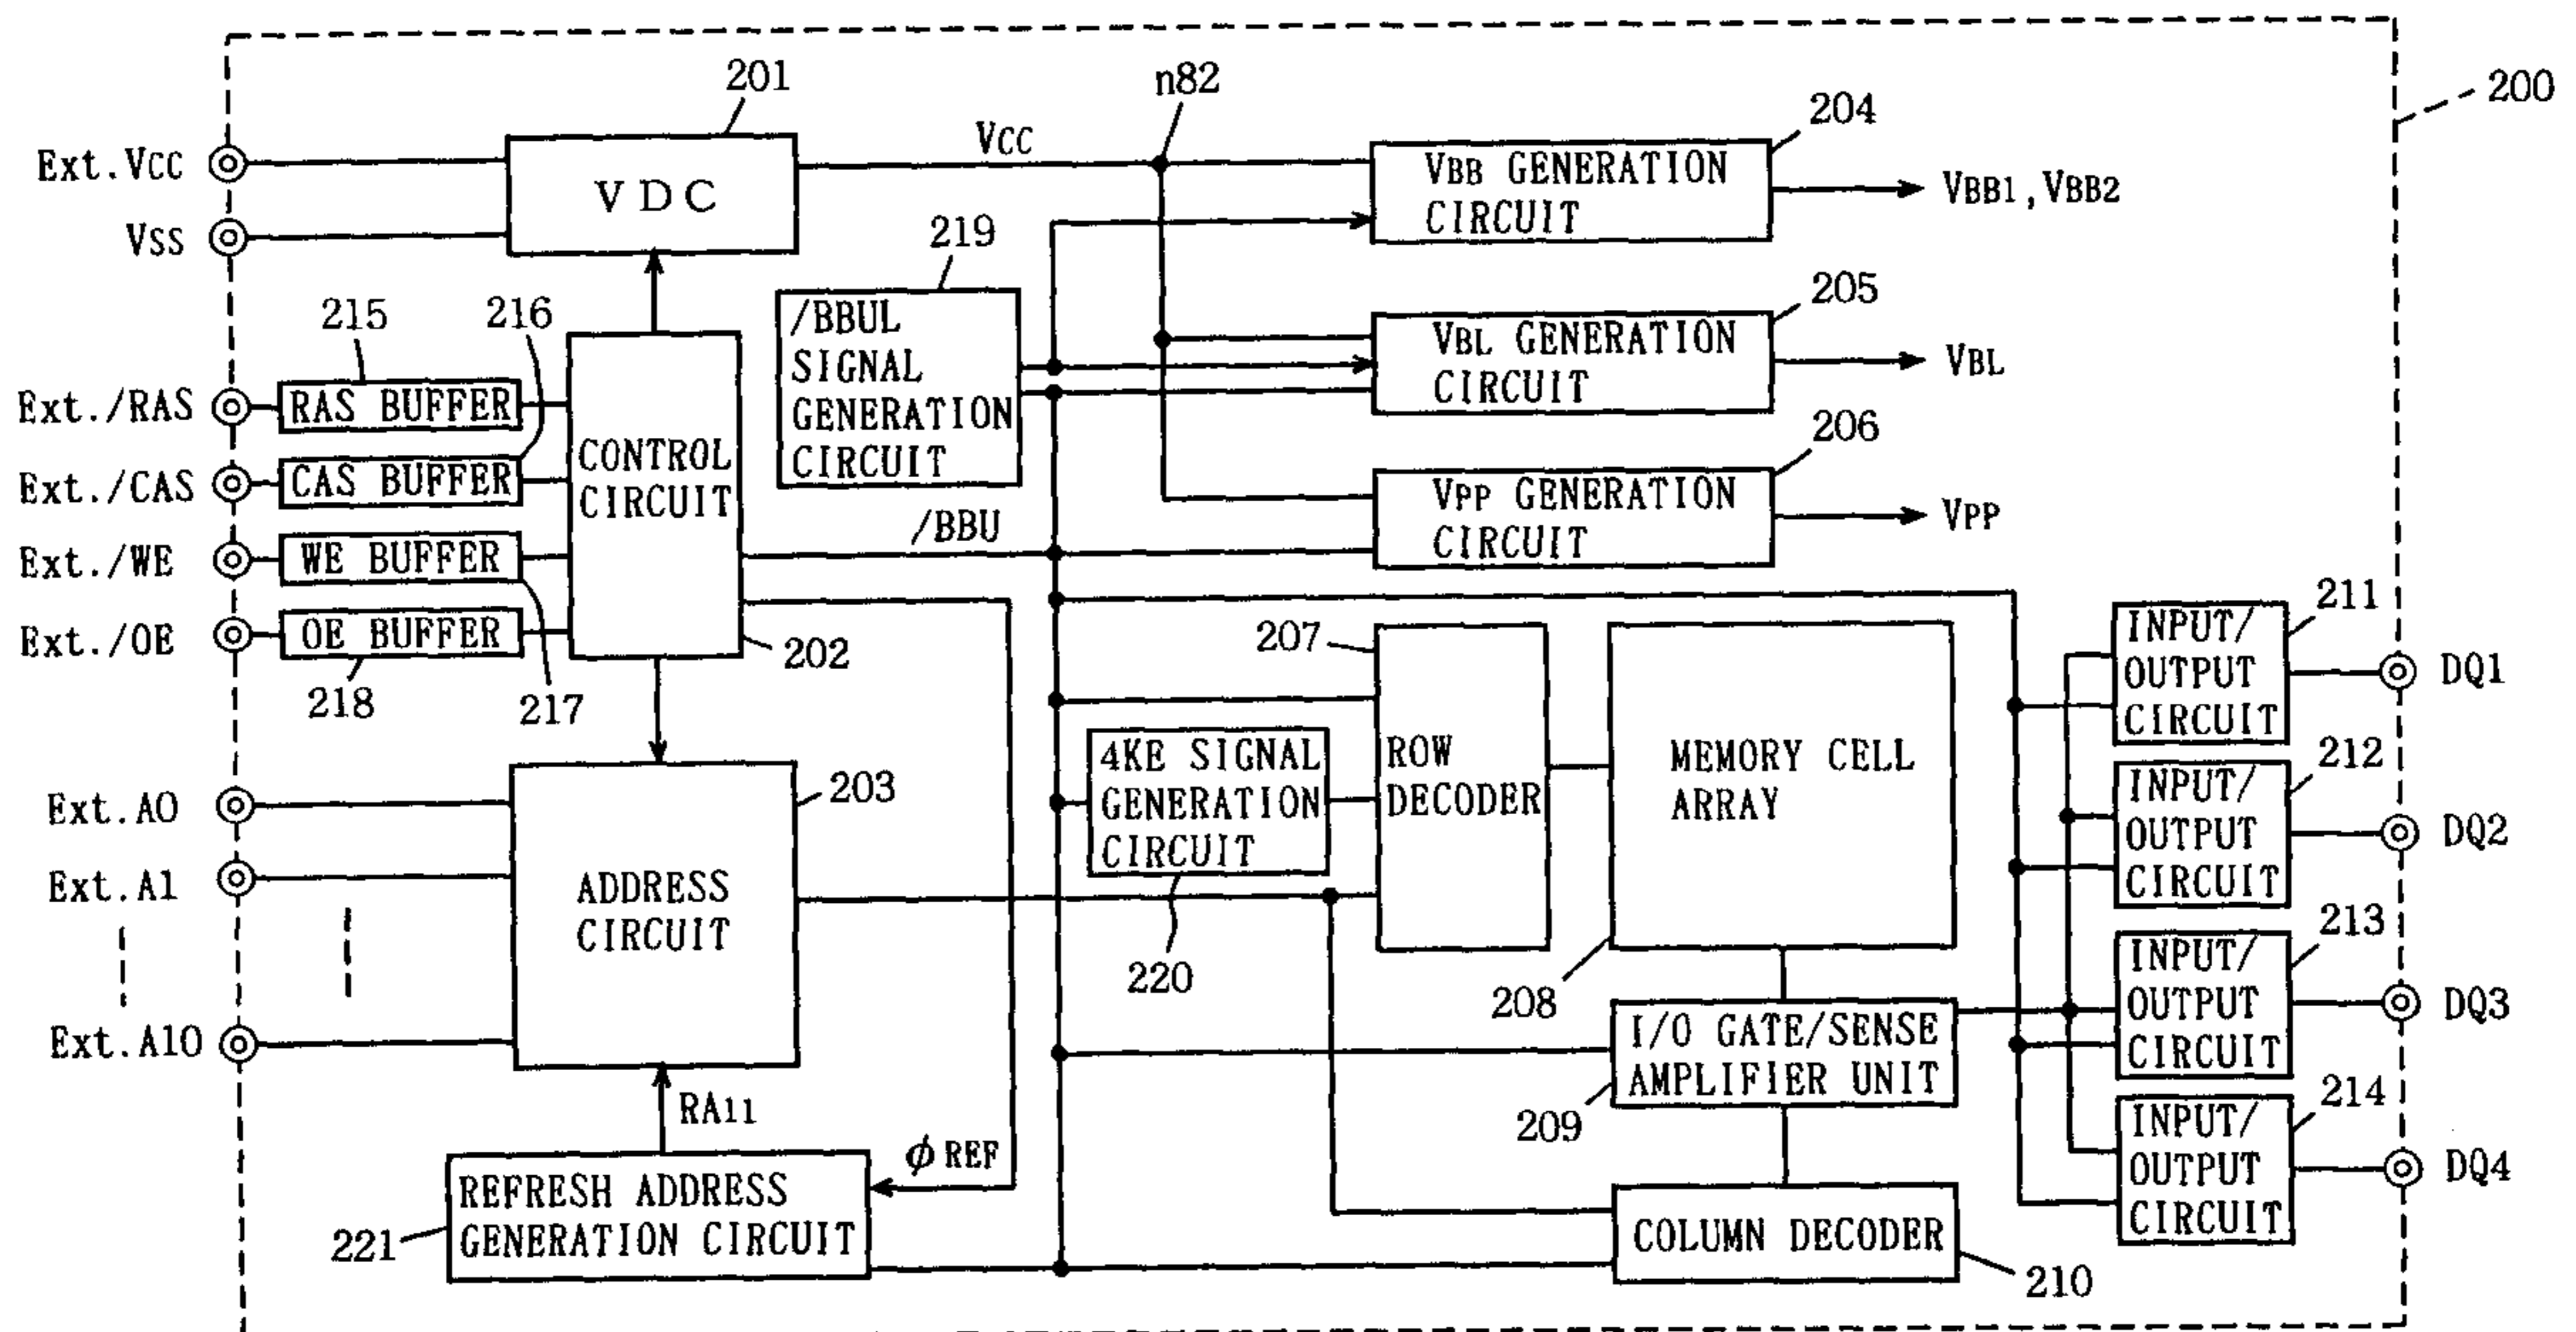 200
201
n82
204
Ext.VCC
VDC
VCC
VBB GENERATION
CIRCUIT
VBB1,VBB2
VSS
219
205
215
216
/BBUL
SIGNAL
GENERATION
CIRCUIT
VBL GENERATION
CIRCUIT
VBL
Ext./RAS
RAS BUFFER
206
Ext./CAS
CAS BUFFER
CONTROL
CIRCUIT
VPP GENERATION
CIRCUIT
VPP
/BBU
Ext./WE
WE BUFFER
Ext./OE
OE BUFFER
218
217
202
207
211
INPUT/
OUTPUT
CIRCUIT
DQ1
203
4KE SIGNAL
GENERATION
CIRCUIT
ROW
DECODER
MEMORY CELL
ARRAY
212
INPUT/
OUTPUT
CIRCUIT
DQ2
Ext.A0
Ext.A1
ADDRESS
CIRCUIT
220
208
213
INPUT/
OUTPUT
CIRCUIT
DQ3
Ext.A10
I/O GATE/SENSE
AMPLIFIER UNIT
209
RA11
214
INPUT/
OUTPUT
CIRCUIT
DQ4
φREF
REFRESH ADDRESS
GENERATION CIRCUIT
221
COLUMN DECODER
210